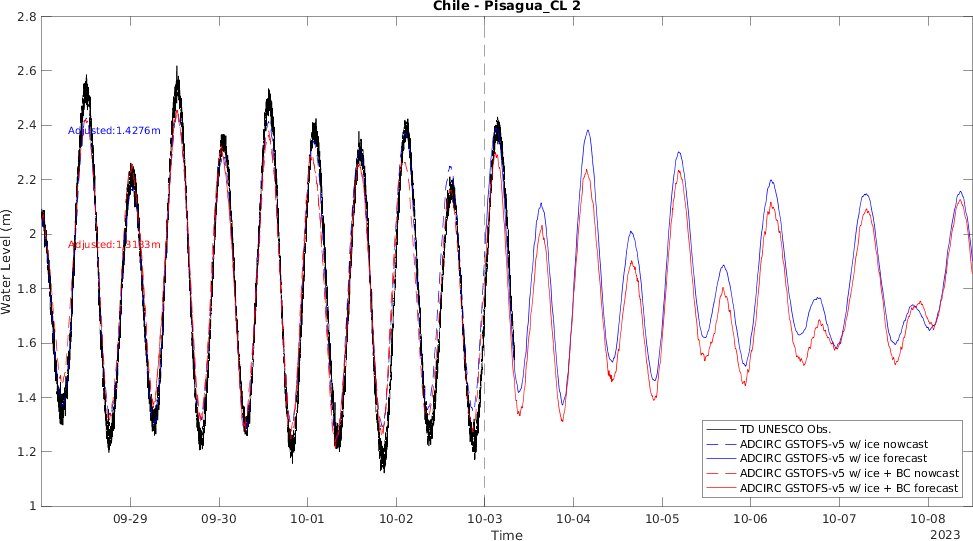 Chile - Pisagua_CL 2
2.8
2.6
2.4
2.2
2
1.8
1.6
1.4
1.2
1
Water Level (m)
Adjusted:1.4276m
Adjusted:1.3183m
TD UNESCO Obs.
ADCIRC GSTOFS-v5 w/ ice nowcast
ADCIRC GSTOFS-v5 w/ ice forecast
ADCIRC GSTOFS-v5 w/ ice + BC nowcast
ADCIRC GSTOFS-v5 w/ ice + BC forecast
09-29 09-30 10-01 10-02 10-03 10-04 10-05 10-06 10-07 10-08
Time
2023